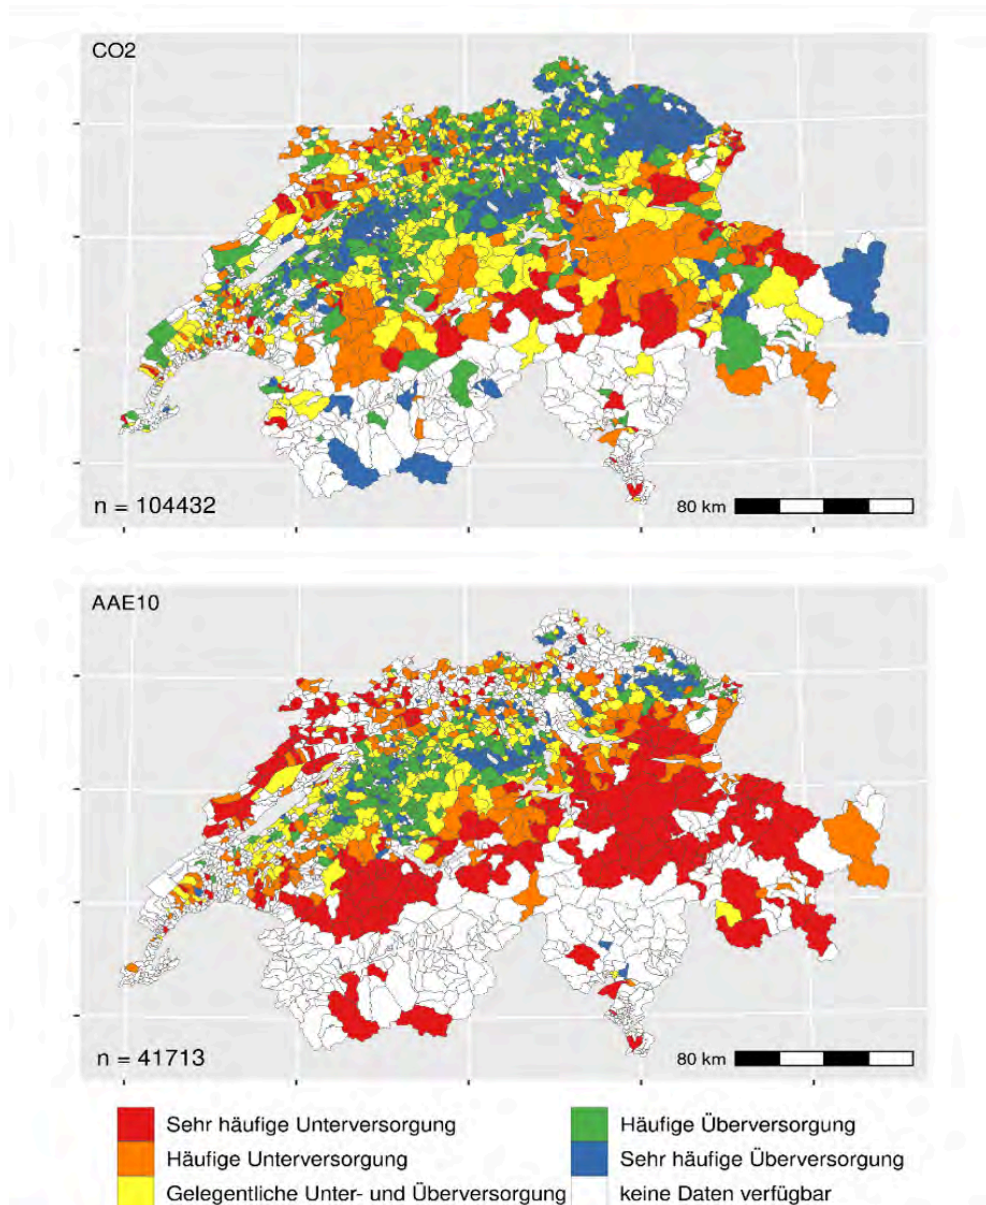 CO2
n = 104432
80 km
AAE10
n = 41713
80 km
Sehr häufige Unterversorgung
Häufige Unterversorgung
Gelegentliche Unter- und Überversorgung
Häufige Überversorgung
Sehr häufige Überversorgung
keine Daten verfügbar